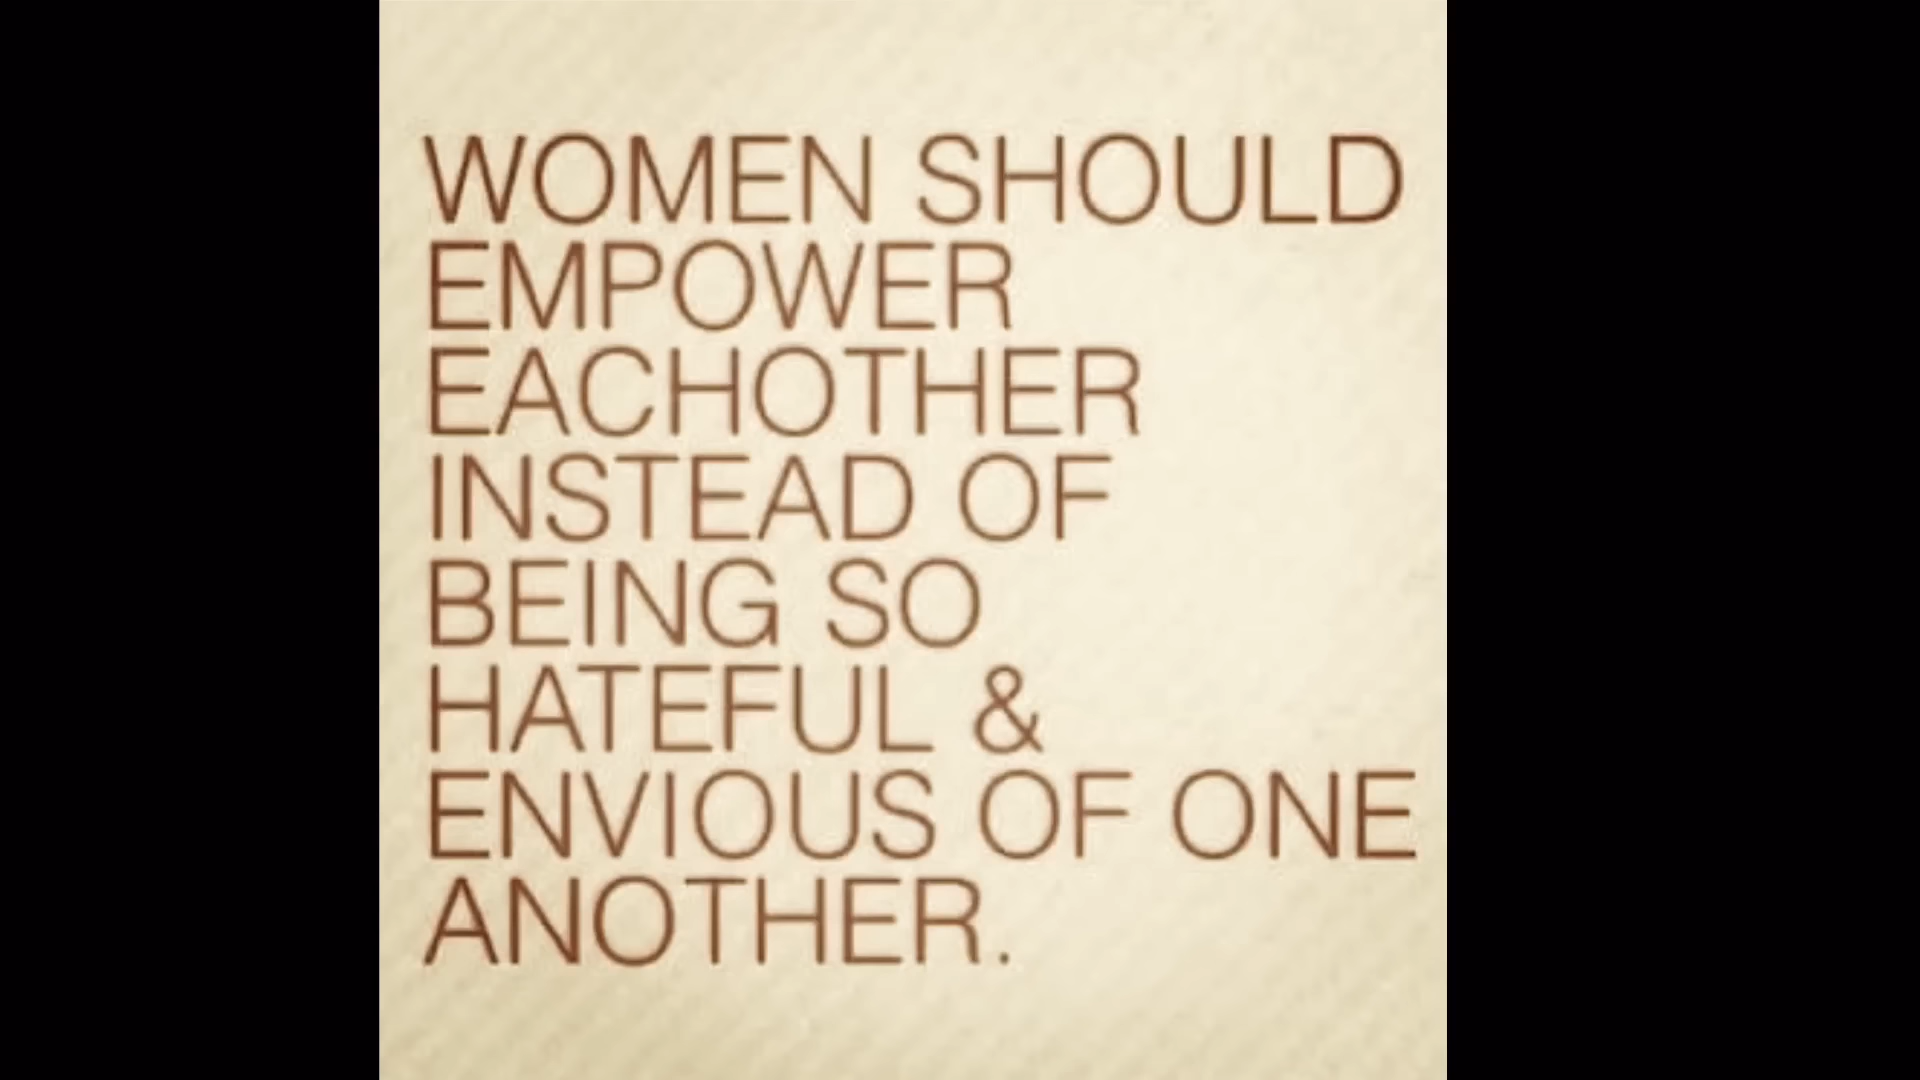 WOMEN SHOULD
EMPOWER
EACHOTHER
INSTEAD OF
BEING SO
HATEFUL &
ENVIOUS OF ONE
ANOTHER.